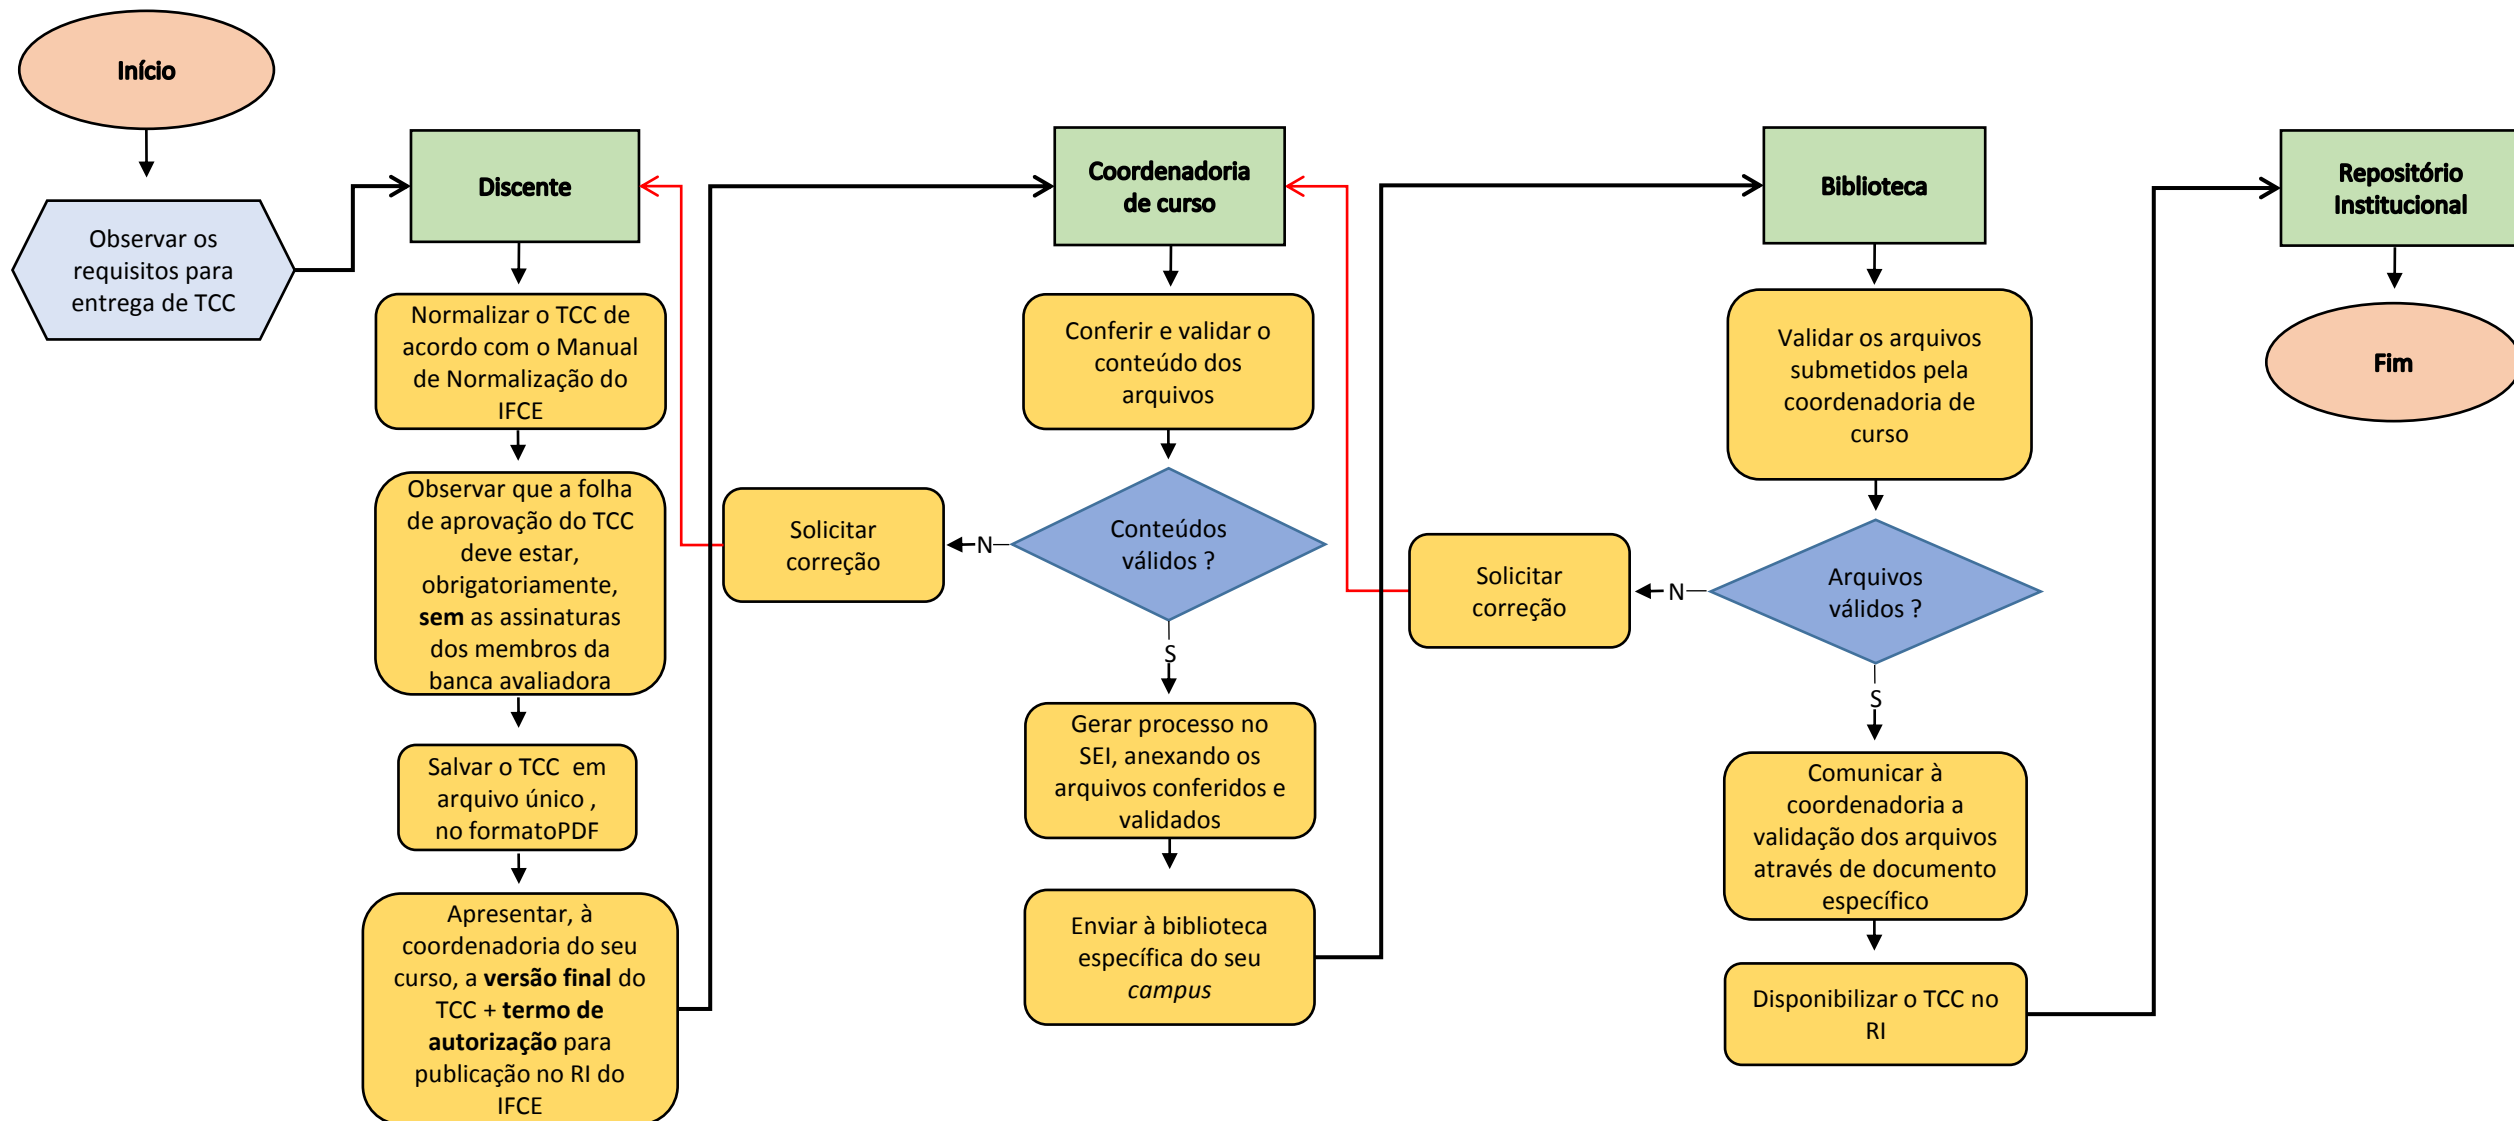 Início
Observar os
requisitos para
entrega de TCC
Discente
Normalizar o TCC de
acordo com o Manual
de Normalização do
IFCE
Observar que a folha
de aprovação do TCC
deve estar,
obrigatoriamente,
sem as assinaturas
dos membros da
banca avaliadora
Salvar o TCC em
arquivo único ,
no formatoPDF
Apresentar, à
coordenadoria do seu
curso, a versão final do
TCC + termo de
autorização para
publicação no RI do
IFCE
Coordenadoria
de curso
Conferir e validar o
conteúdo dos
arquivos
Conteúdos
válidos ?
N
Solicitar
correção
S
Gerar processo no
SEI, anexando os
arquivos conferidos e
validados
Enviar à biblioteca
específica do seu
campus
Biblioteca
Validar os arquivos
submetidos pela
coordenadoria de
curso
Arquivos
válidos ?
N
Solicitar
correção
S
Comunicar à
coordenadoria a
validação dos arquivos
através de documento
específico
Disponibilizar o TCC no
RI
Repositório
Institucional
Fim